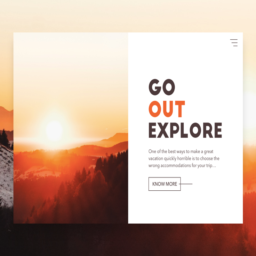 GO
OUT
EXPLORE
One of the best ways to make a great
vacation quickly horrible is to choose the
wrong accommodations for your trip...
KNOW MORE